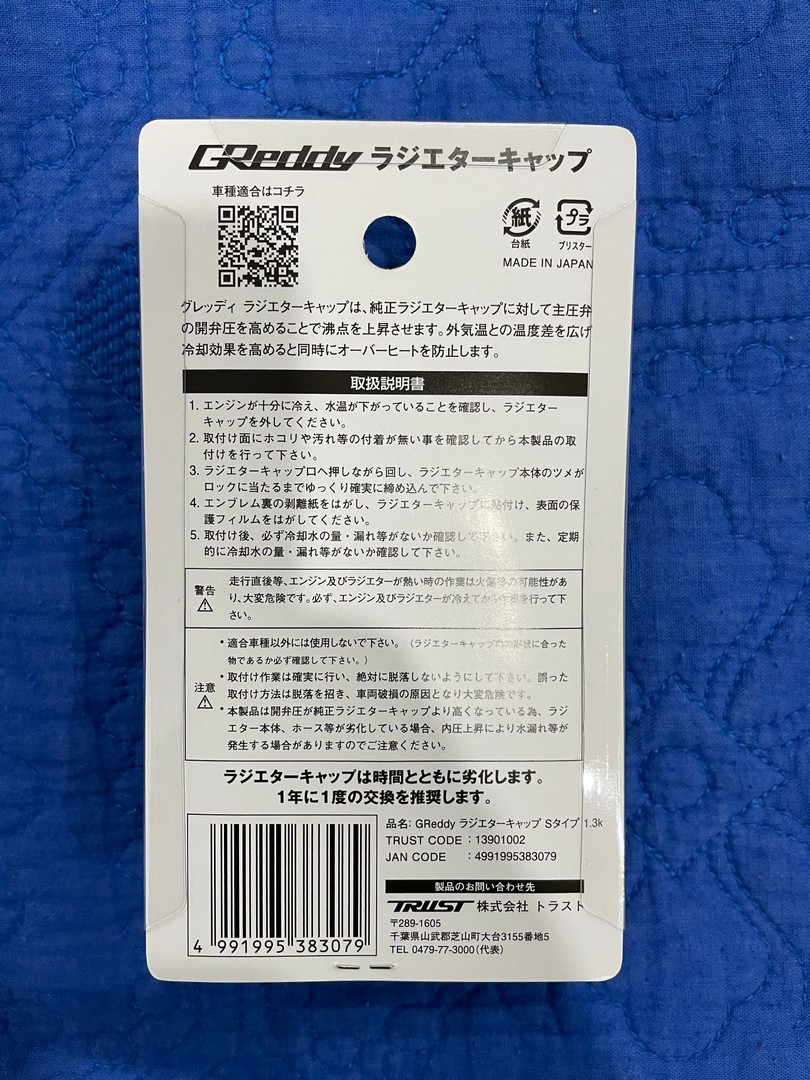 GReddy ラジエターキャップ
車種適合はコチラ
紙
プラ
台紙
ブリスター
MADE IN JAPAN
グレッディ ラジエターキャップは、純正ラジエターキャップに対して主圧弁
の開弁圧を高めることで沸点を上昇させます。外気温との温度差を広げ
冷却効果を高めると同時にオーバーヒートを防止します。
取扱説明書
1. エンジンが十分に冷え、水温が下がっていることを確認し、ラジエター
キャップを外してください。
2. 取付け面にホコリや汚れ等の付着が無い事を確認してから本製品の取
付けを行って下さい。
3. ラジエターキャップ口へ押しながら回し、ラジエターキャップ本体のツメが
ロックに当たるまでゆっくり確実に締め込んで下さい。
4. エンブレム裏の剥離紙をはがし、ラジエターキャップに貼付け、表面の保
護フィルムをはがしてください。
5. 取付け後、必ず冷却水の量・漏れ等がないか確認して下さい。また、定期
的に冷却水の量・漏れ等がないか確認して下さい。
警告
走行直後等、エンジン及びラジエターが熱い時の作業は火傷等の可能性があ
り、大変危険です。必ず、エンジン及びラジエターが冷えてから作業を行って下
さい。
注意
・適合車種以外には使用しないで下さい。（ラジエターキャップ口の形状に合った
物であるか必ず確認して下さい。）
・取付け作業は確実に行い、絶対に脱落しないようにして下さい。誤った
取付け方法は脱落を招き、車両破損の原因となり大変危険です。
・本製品は開弁圧が純正ラジエターキャップより高くなっている為、ラジ
エター本体、ホース等が劣化している場合、内圧上昇により水漏れ等が
発生する場合がありますのでご注意ください。
ラジエターキャップは時間とともに劣化します。
1年に1度の交換を推奨します。
品名: GReddy ラジエターキャップ Sタイプ 1.3k
TRUST CODE : 13901002
JAN CODE : 4991995383079
製品のお問い合わせ先
TRUST 株式会社 トラスト
〒289-1605
千葉県山武郡芝山町大台3155番地5
TEL 0479-77-3000（代表）
4 991995 383079